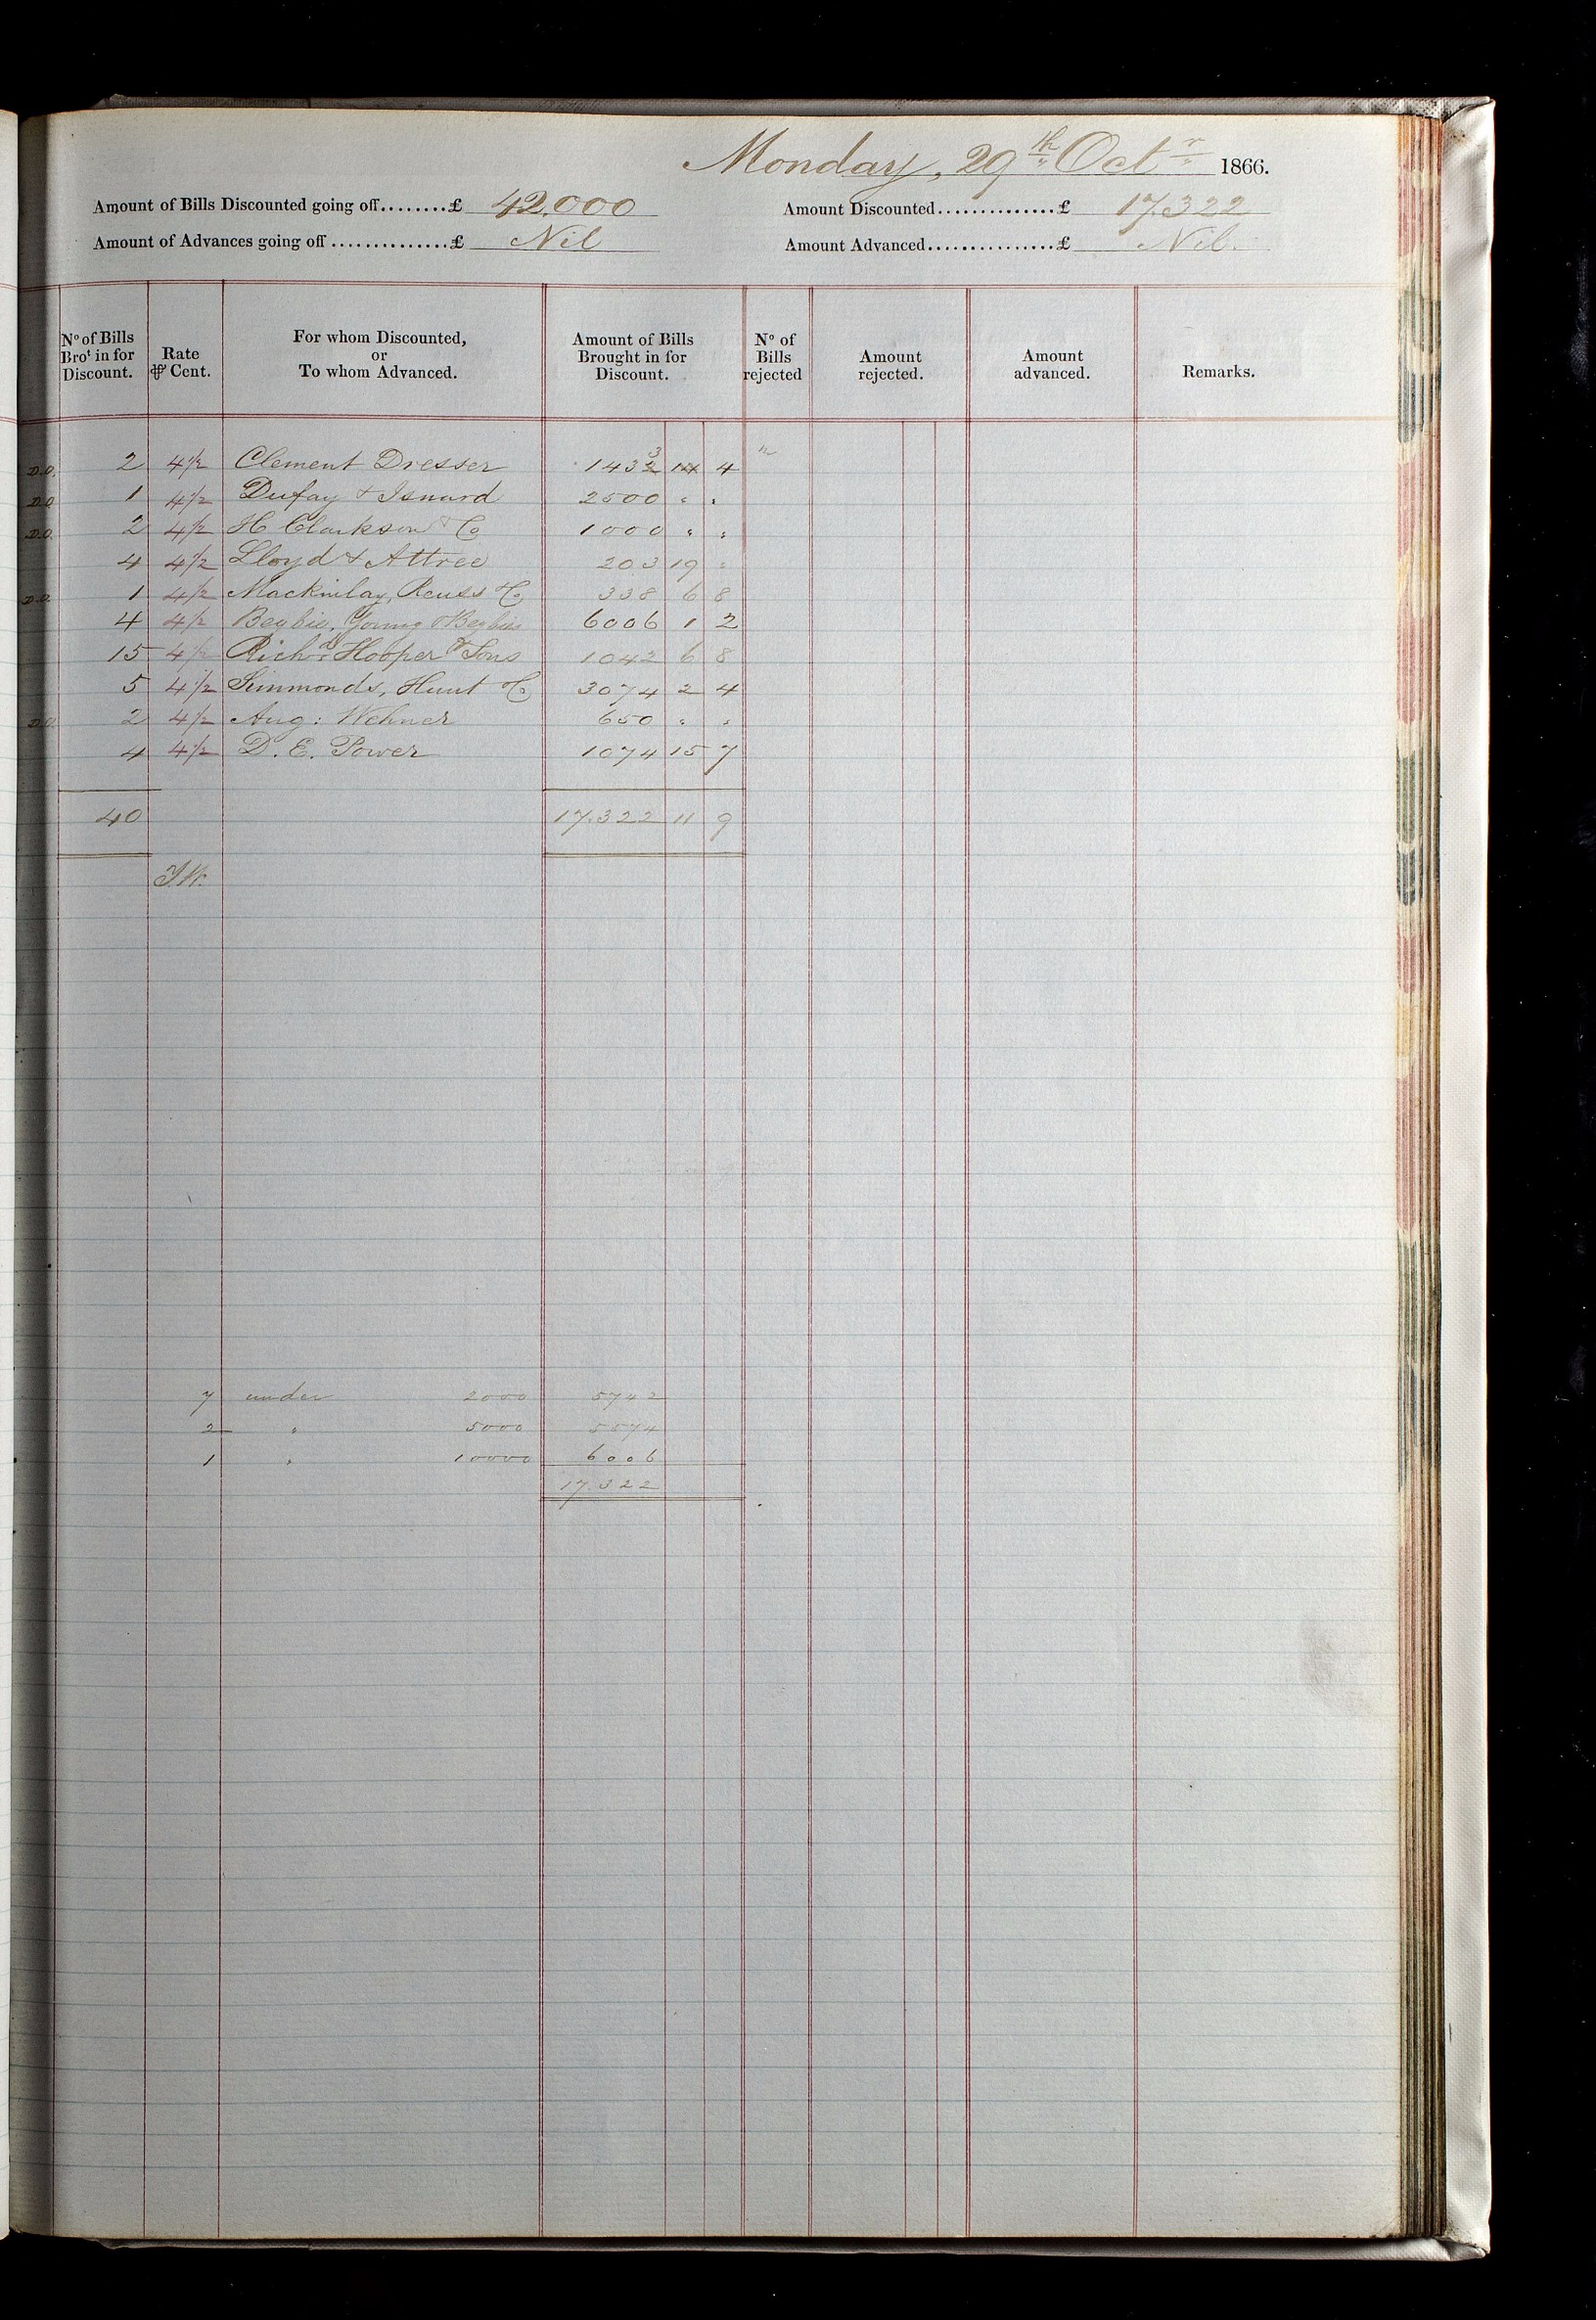 Monday, 29th Octr 1866.
Amount of Bills Discounted going off........£ 42,000 Amount Discounted..............£ 17.322
Amount of Advances going off..............£ Nil Amount Advanced................£ Nil.
No of Bills Brot in for Discount. Rate ⅌ Cent. For whom Discounted, or To whom Advanced. Amount of Bills Brought in for Discount. No of Bills rejected Amount rejected. Amount advanced. Remarks.
D.O. 2 4½ Clement Dresser 1432 3 14 4
D.O. 1 4½ Dufay & Isnard 2500 " "
D.O. 2 4½ H Clarkson & Co 1000 " "
4 4½ Lloyd & Attree 203 19 "
D.O. 1 4½ Mackinlay, Reuss & Co 338 6 8
4 4½ Begbie, Young & Begbies 6006 1 2
15 4½ Richd Hooper & Sons 1042 6 8
5 4½ Simmonds, Hunt & Co 3074 2 4
D.O. 2 4½ Aug: Wehner 650 " "
4 4½ D. E. Power 1074 15 7
40 17.322 11 9
7 under 2000 5742
2 " 5000 5574
1 " 10000 6006
17.322